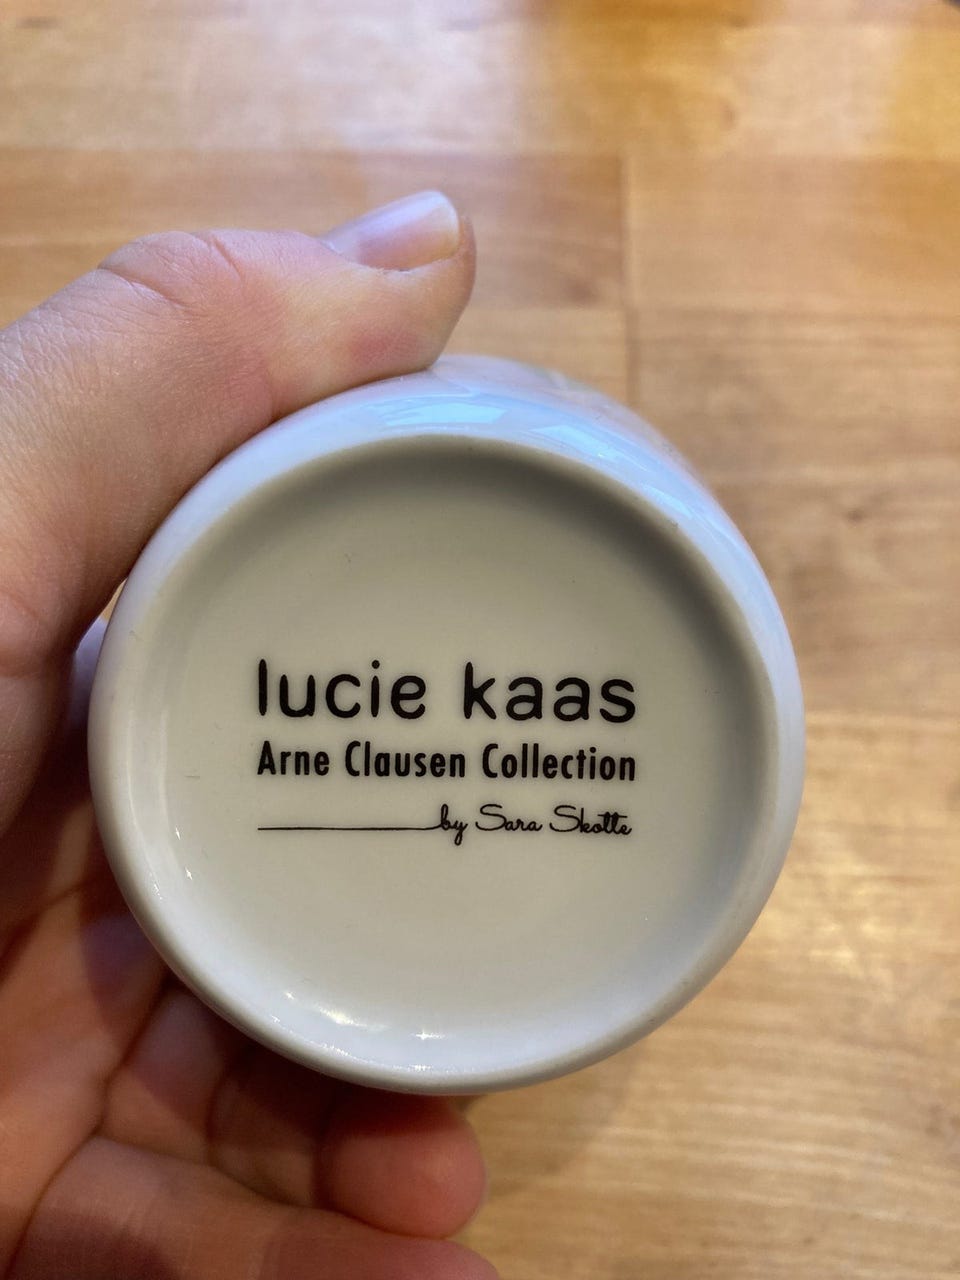 lucie kaas
Arne Clausen Collection
by Sara Skotte